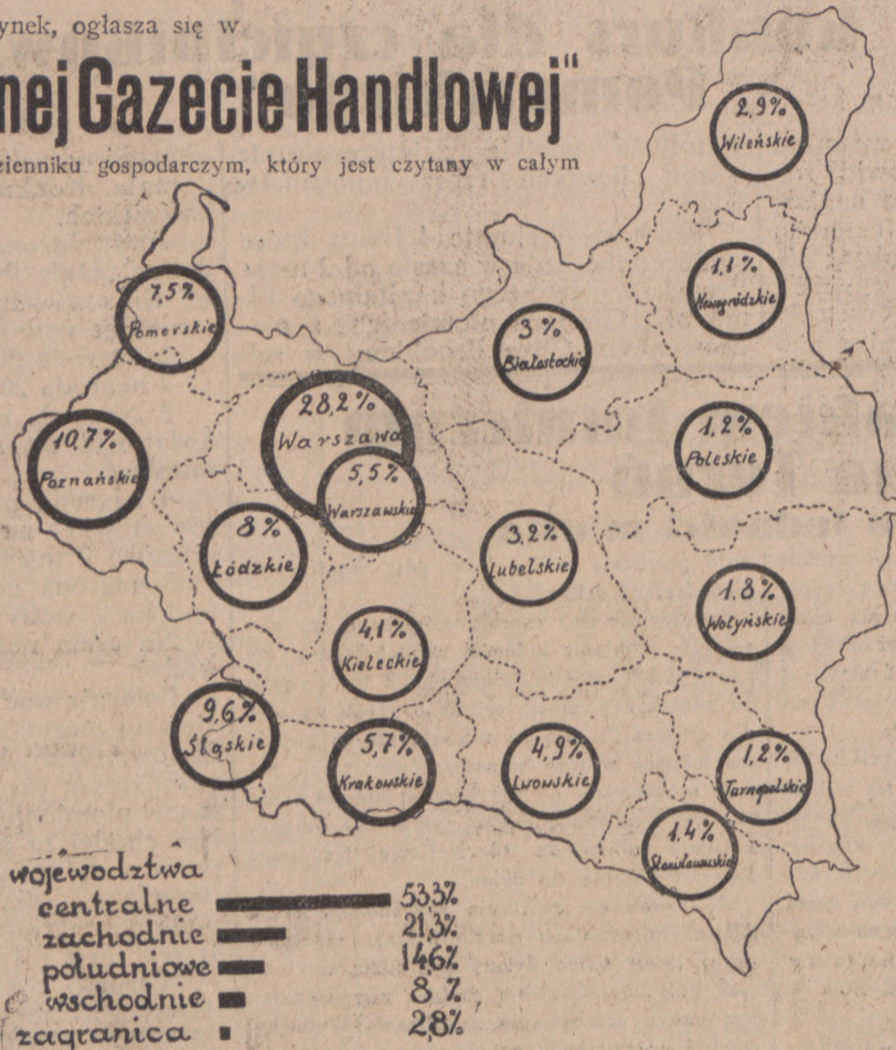 ynek, ogłasza się w
nej Gazecie Handlowej"
zienniku gospodarczym, który jest czytany w całym
2,9%
Wileńskie
1,1%
Nowogródzkie
7,5%
Pomorskie
3%
Białostockie
28,2%
Warszawa
10,7%
Poznańskie
1,2%
Poleskie
5,5%
Warszawskie
8%
Łódzkie
3,2%
Lubelskie
1.8%
Wołyńskie
4,1%
Kieleckie
9,6%
Śląskie
5,7%
Krakowskie
4,9%
Lwowskie
1,2%
Tarnopolskie
1.4%
Stanisławowskie
województwa
centralne 53,3%
zachodnie 21,3%
południowe 14,6%
wschodnie 8 %
zagranica 2,8%